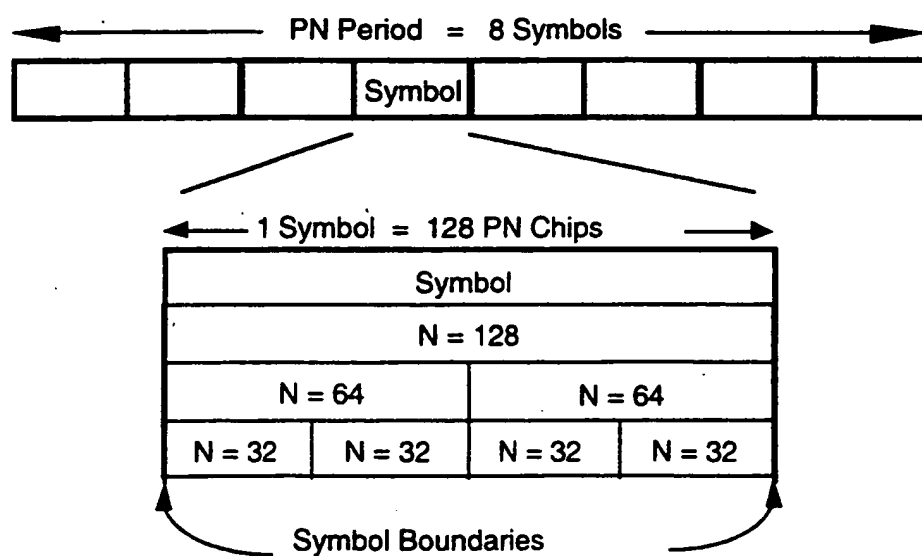 PN Period = 8 Symbols
Symbol
1 Symbol = 128 PN Chips
Symbol
N = 128
N = 64 N = 64
N = 32 N = 32 N = 32 N = 32
Symbol Boundaries